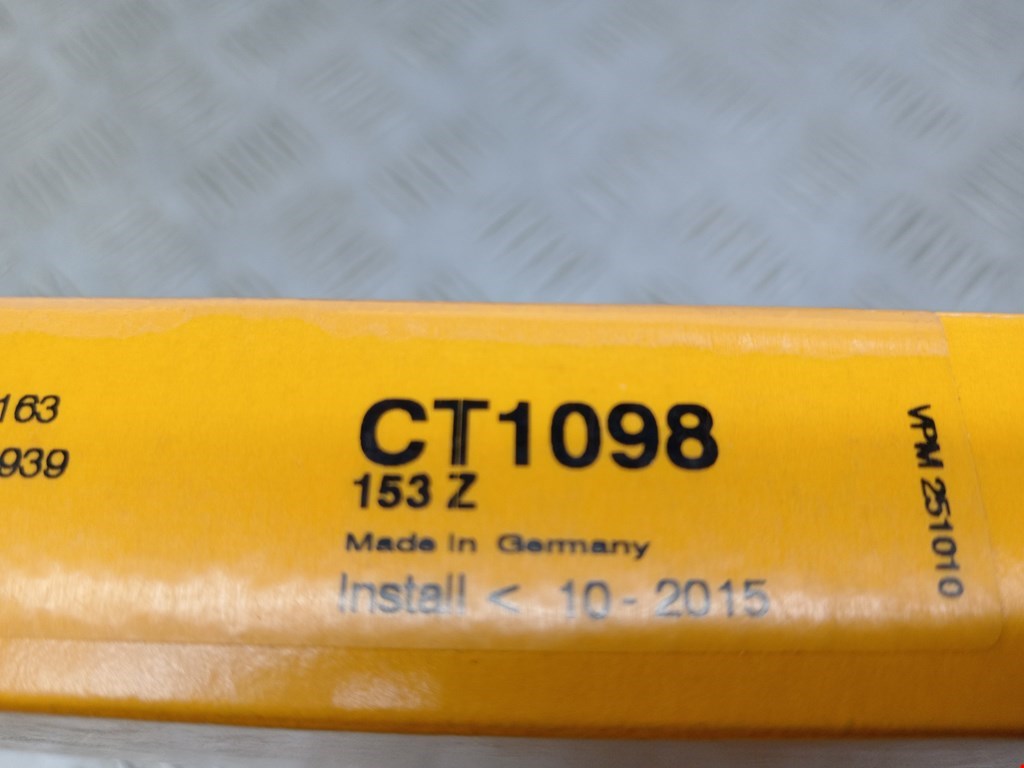 163
939
CT1098
153 Z
Made in Germany
Install < 10 - 2015
VPM 251010